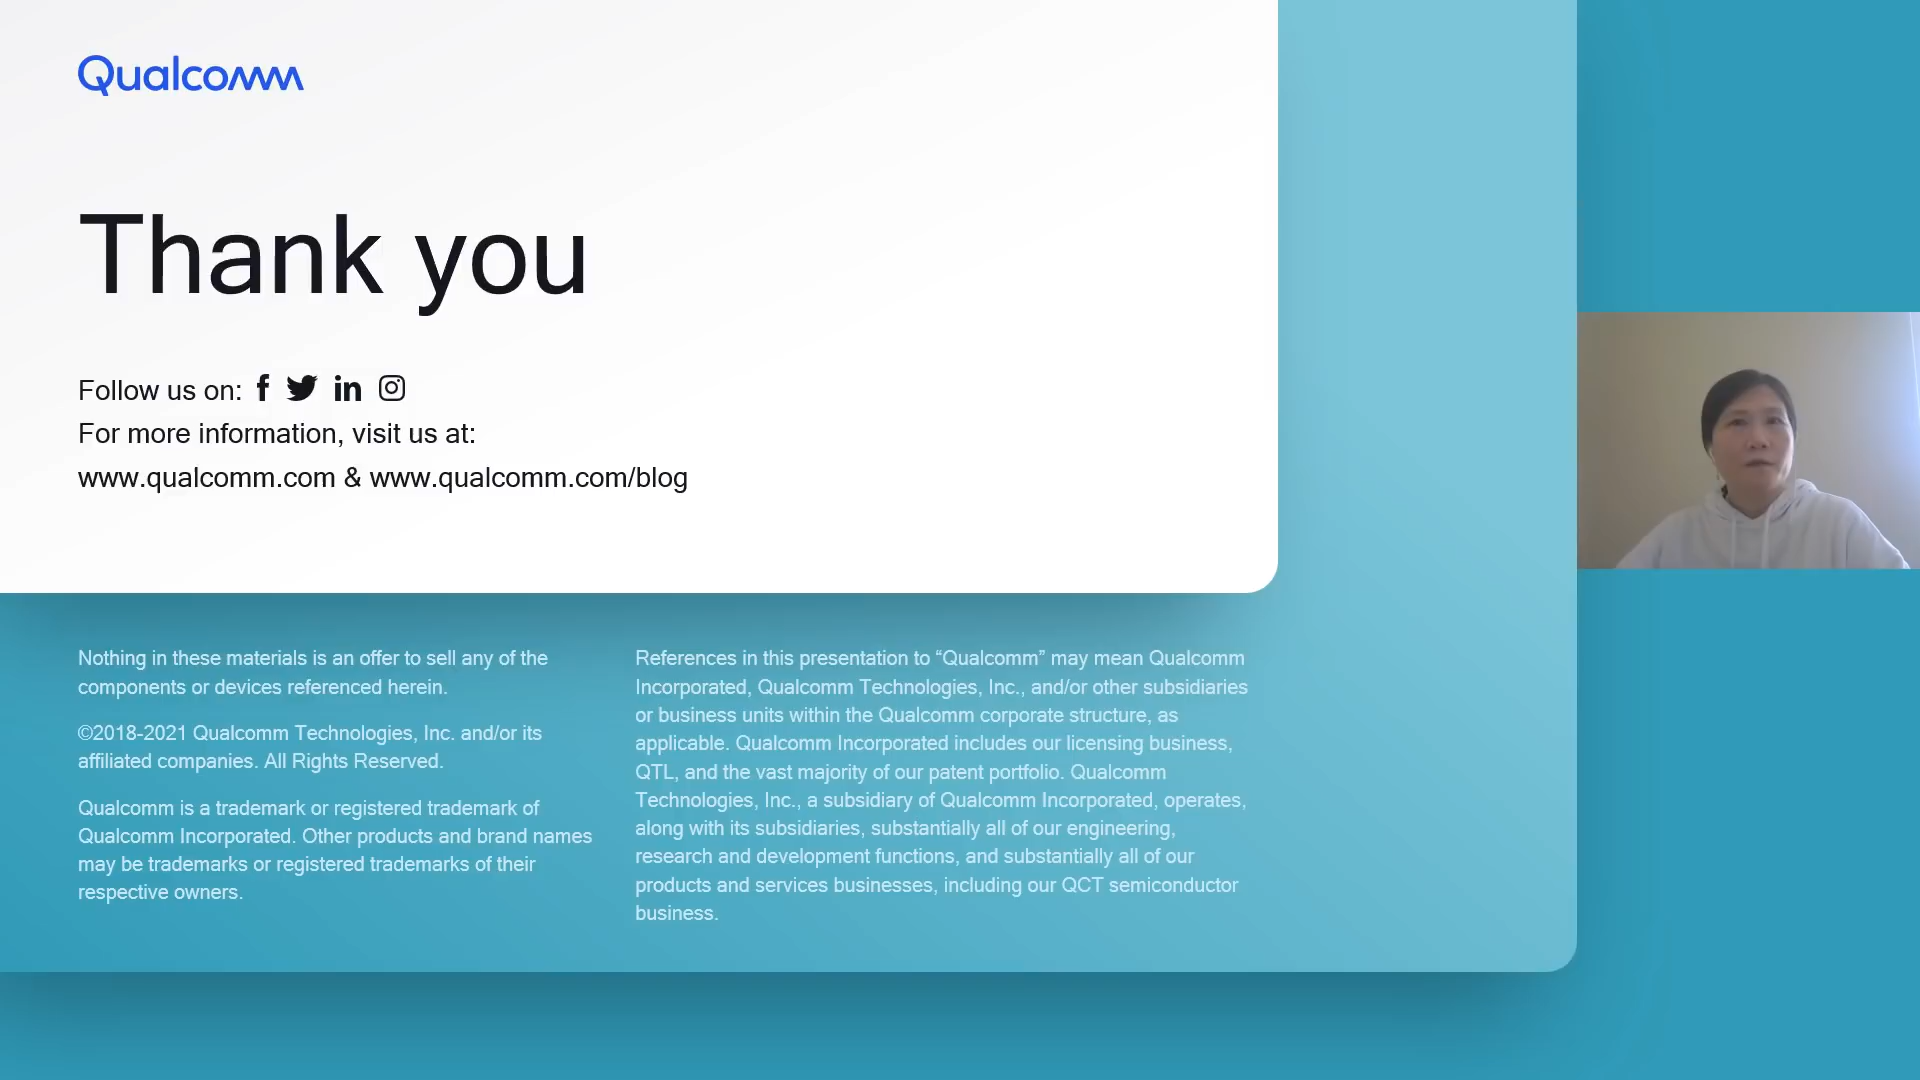 Qualcomm
Thank you
Follow us on:
For more information, visit us at:
www.qualcomm.com & www.qualcomm.com/blog
Nothing in these materials is an offer to sell any of the
components or devices referenced herein.
©2018-2021 Qualcomm Technologies, Inc. and/or its
affiliated companies. All Rights Reserved.
Qualcomm is a trademark or registered trademark of
Qualcomm Incorporated. Other products and brand names
may be trademarks or registered trademarks of their
respective owners.
References in this presentation to “Qualcomm” may mean Qualcomm
Incorporated, Qualcomm Technologies, Inc., and/or other subsidiaries
or business units within the Qualcomm corporate structure, as
applicable. Qualcomm Incorporated includes our licensing business,
QTL, and the vast majority of our patent portfolio. Qualcomm
Technologies, Inc., a subsidiary of Qualcomm Incorporated, operates,
along with its subsidiaries, substantially all of our engineering,
research and development functions, and substantially all of our
products and services businesses, including our QCT semiconductor
business.